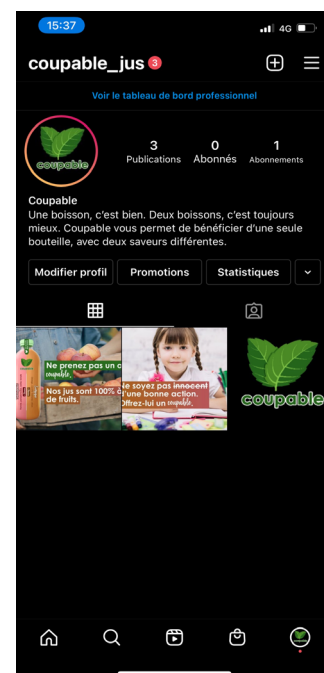 15:37
4G
coupable_jus 3
Voir le tableau de bord professionnel
coupable
3 0 1
Publications Abonnés Abonnements
Coupable
Une boisson, c'est bien. Deux boissons, c'est toujours
mieux. Coupable vous permet de bénéficier d'une seule
bouteille, avec deux saveurs différentes.
Modifier profil Promotions Statistiques
Ne prenez pas un
coupable,
Nos jus sont 100%
de fruits.
Ne soyez pas innocent
d'une bonne action.
Offrez-lui un coupable.
coupable